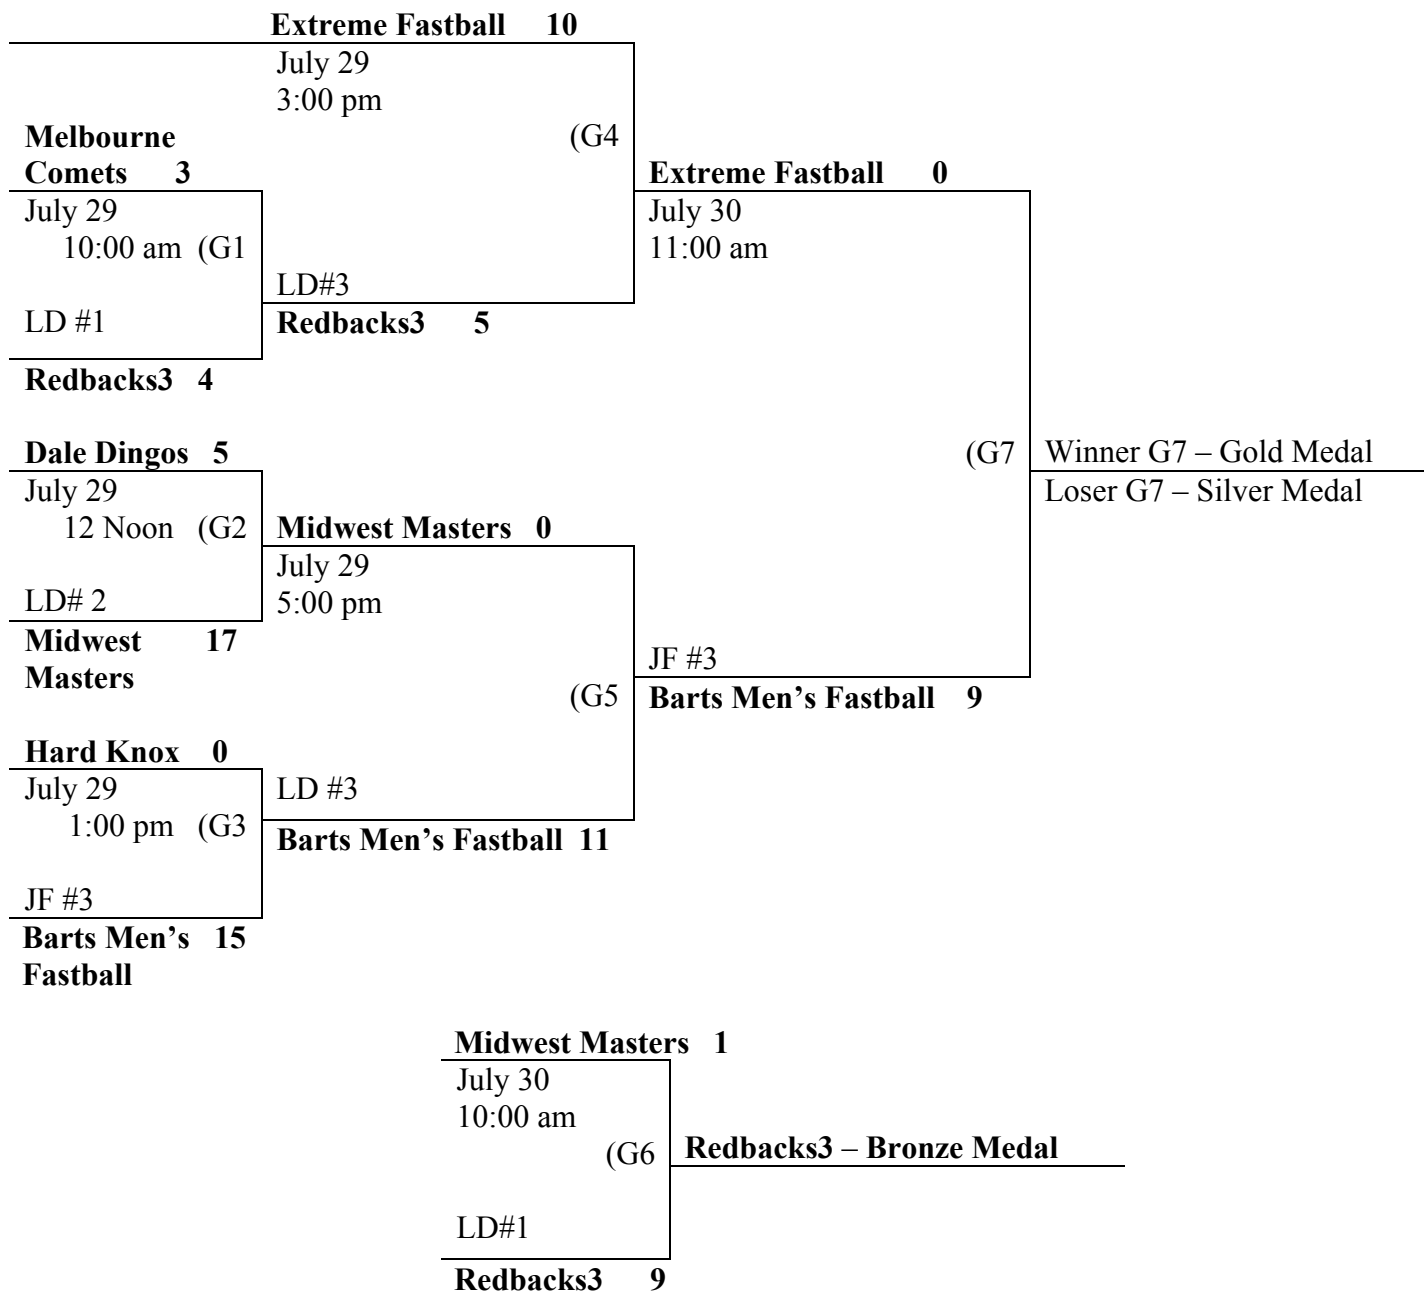 Extreme Fastball 10
July 29
3:00 pm
(G4
Melbourne
Comets 3
July 29
10:00 am (G1
LD #1
Redbacks3 4
LD#3
Redbacks3 5
Extreme Fastball 0
July 30
11:00 am
Dale Dingos 5
July 29
12 Noon (G2
LD# 2
Midwest 17
Masters
Midwest Masters 0
July 29
5:00 pm
(G5
Hard Knox 0
July 29
1:00 pm (G3
JF #3
Barts Men’s 15
Fastball
LD #3
Barts Men’s Fastball 11
JF #3
Barts Men’s Fastball 9
(G7
Winner G7 – Gold Medal
Loser G7 – Silver Medal
Midwest Masters 1
July 30
10:00 am
(G6
LD#1
Redbacks3 9
Redbacks3 – Bronze Medal